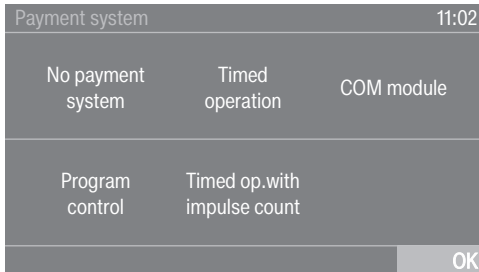 Payment system 11:02
No payment
system
Timed
operation
COM module
Program
control
Timed op.with
impulse count
OK